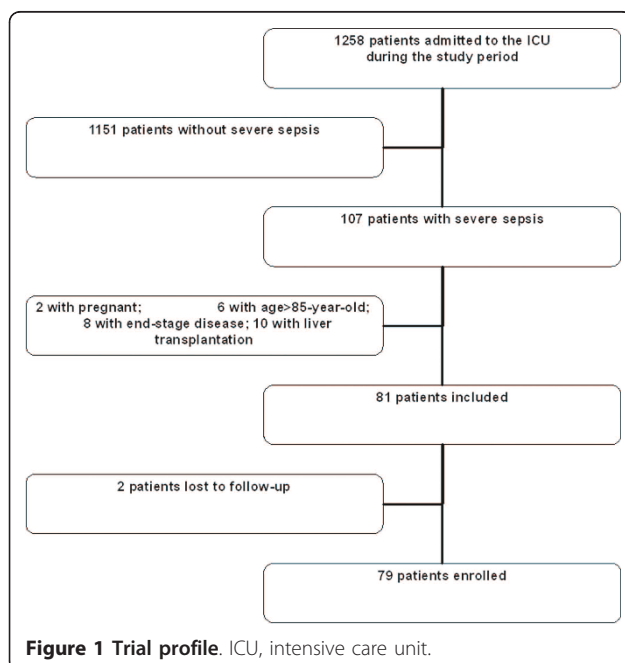 1258 patients admitted to the ICU
during the study period
1151 patients without severe sepsis
107 patients with severe sepsis
2 with pregnant; 6 with age>85-year-old;
8 with end-stage disease; 10 with liver
transplantation
81 patients included
2 patients lost to follow-up
79 patients enrolled
Figure 1 Trial profile. ICU, intensive care unit.